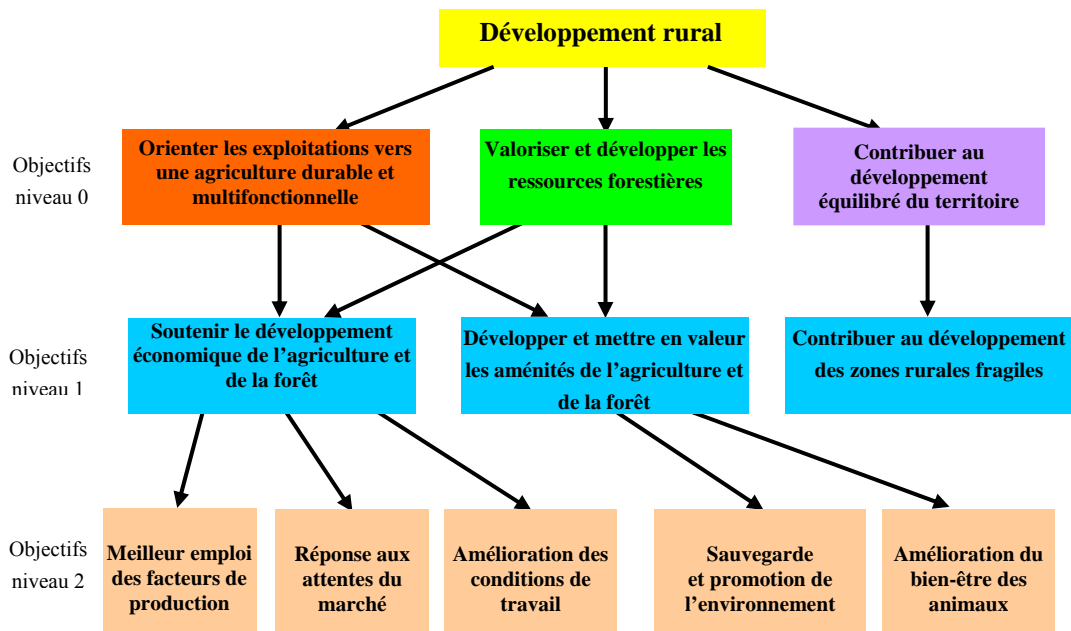 Développement rural
Objectifs
niveau 0
Orienter les exploitations vers
une agriculture durable et
multifonctionnelle
Valoriser et développer les
ressources forestières
Contribuer au
développement
équilibré du territoire
Objectifs
niveau 1
Soutenir le développement
économique de l’agriculture et
de la forêt
Développer et mettre en valeur
les aménités de l’agriculture et
de la forêt
Contribuer au développement
des zones rurales fragiles
Objectifs
niveau 2
Meilleur emploi
des facteurs de
production
Réponse aux
attentes du
marché
Amélioration des
conditions de
travail
Sauvegarde
et promotion de
l’environnement
Amélioration du
bien-être des
animaux